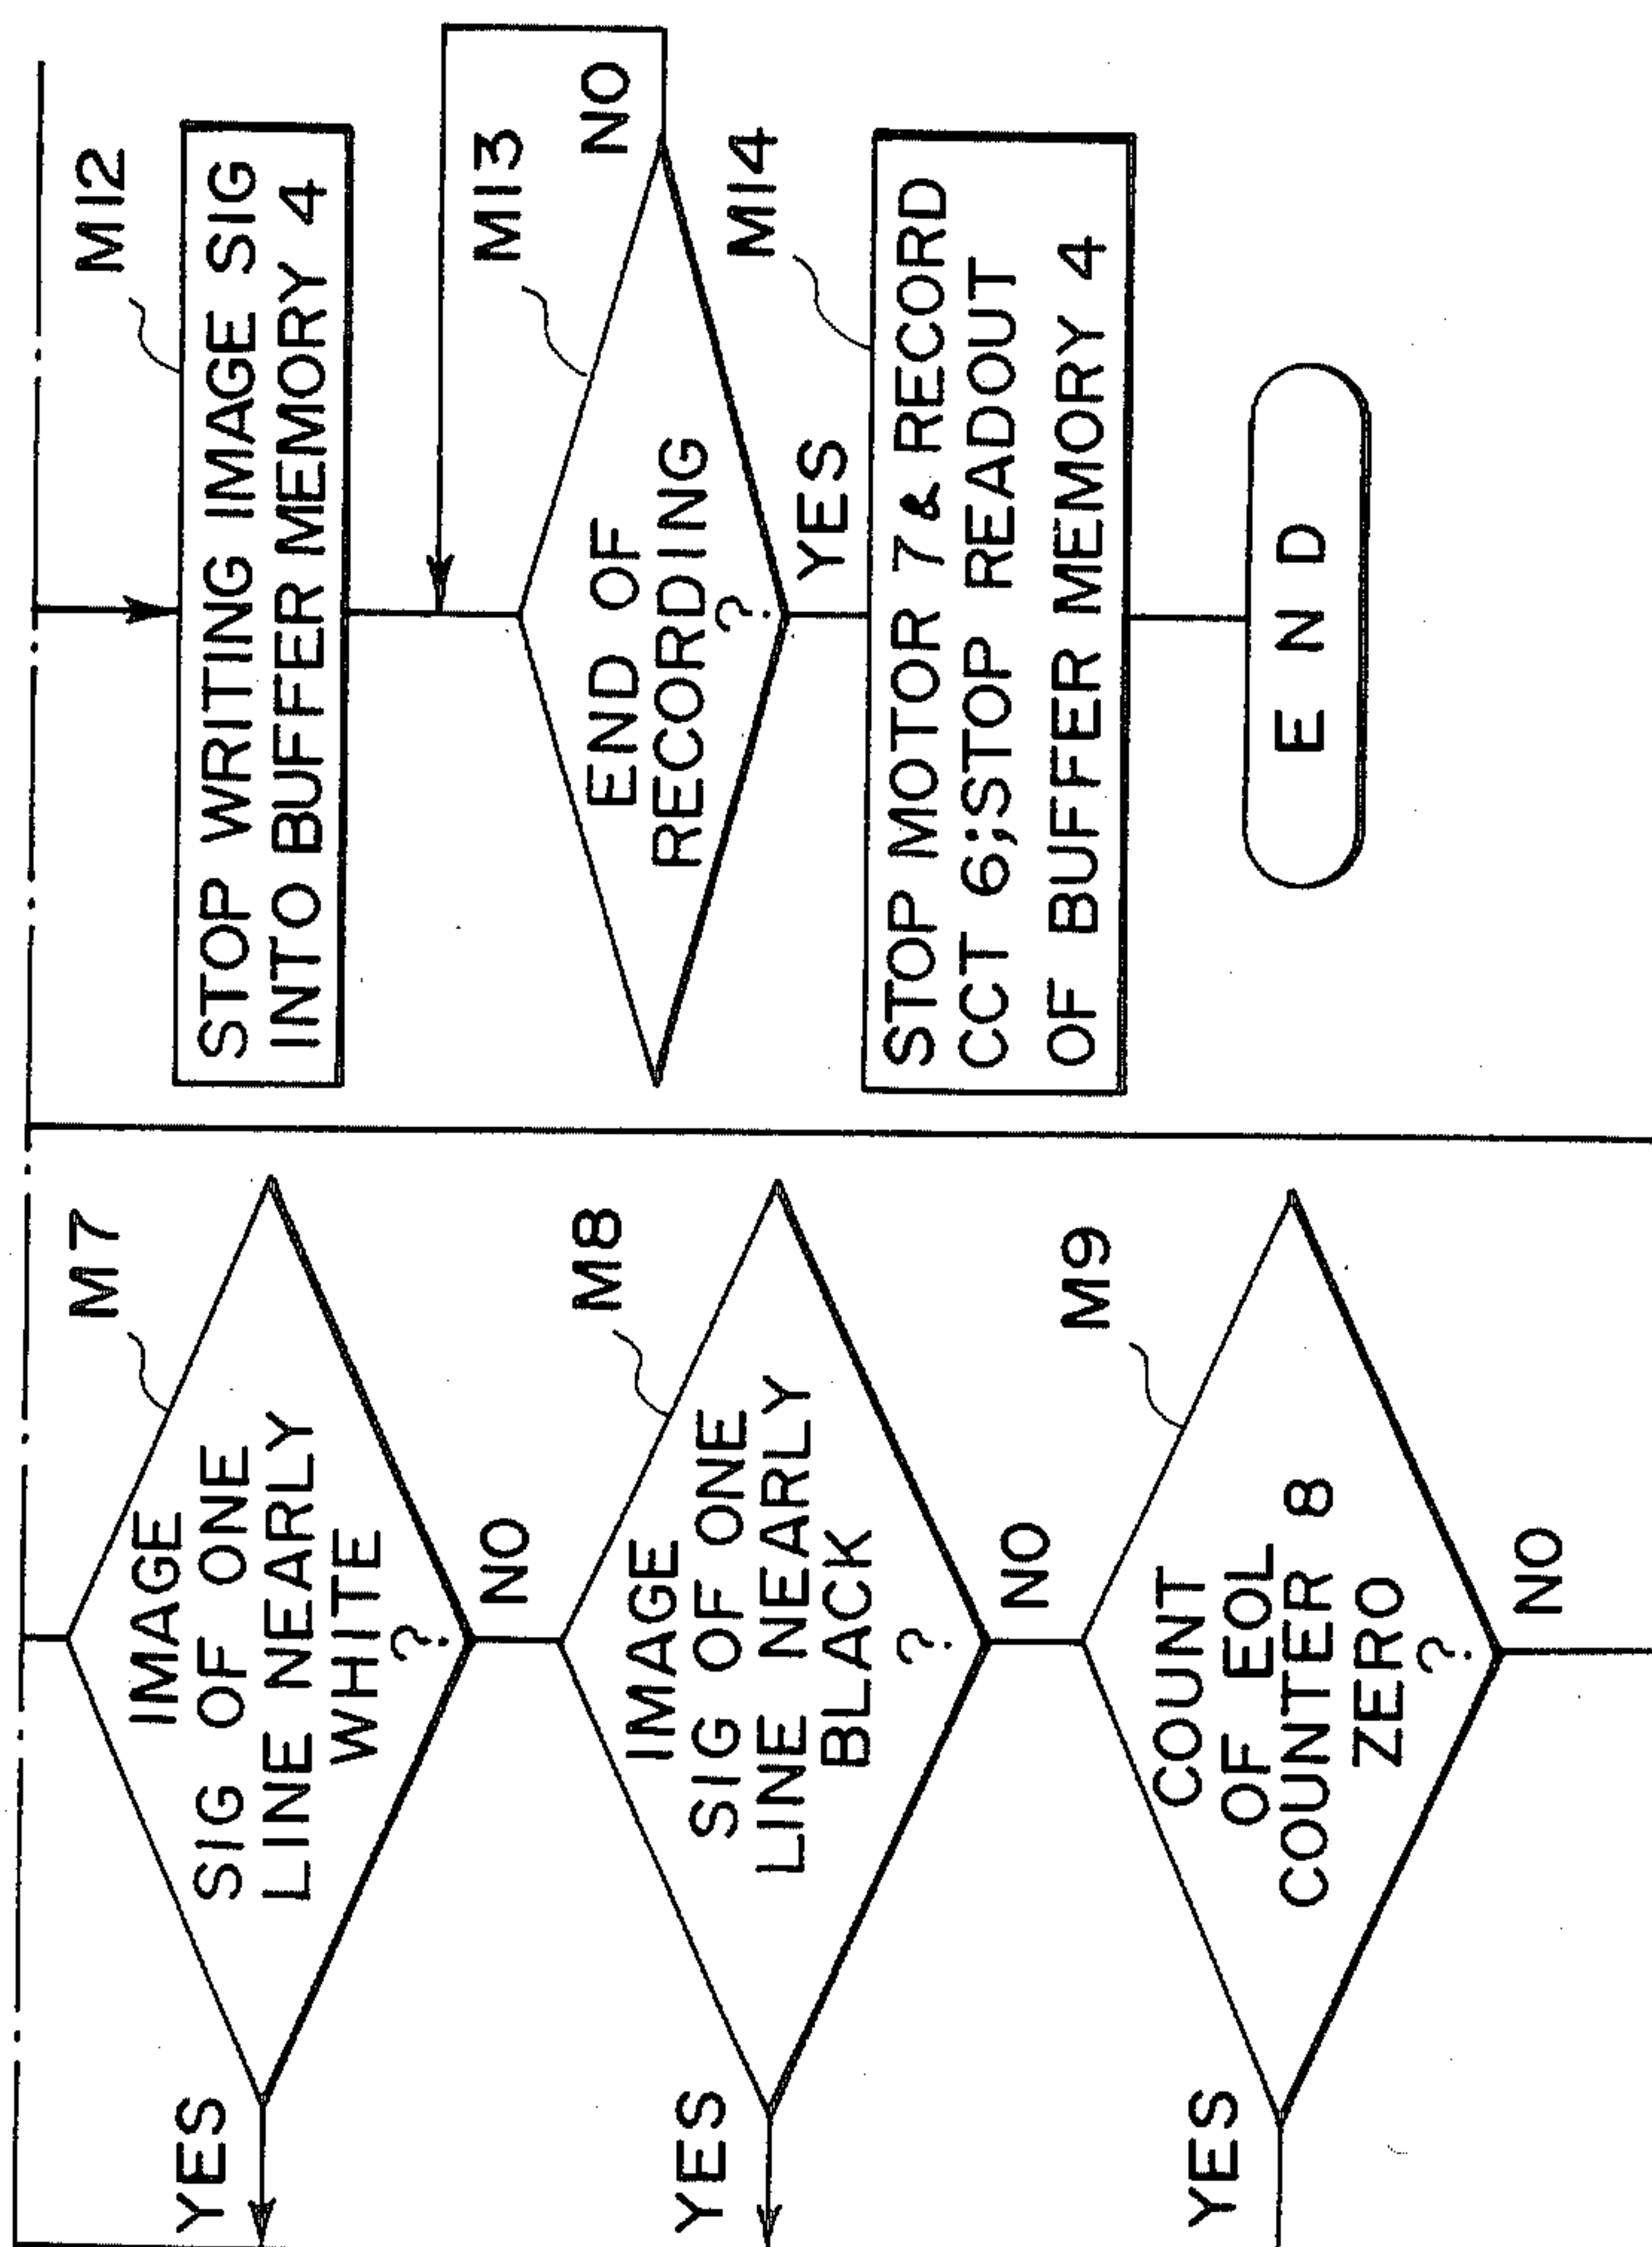 M7
IMAGE
SIG OF ONE
LINE NEARLY
WHITE
?
YES
NO
M8
IMAGE
SIG OF ONE
LINE NEARLY
BLACK
?
YES
NO
M9
COUNT
OF EOL
COUNTER 8
ZERO
?
YES
NO
M12
STOP WRITING IMAGE SIG
INTO BUFFER MEMORY 4
M13
END OF
RECORDING
?
NO
YES
M14
STOP MOTOR 7 & RECORD
CCT 6;STOP READOUT
OF BUFFER MEMORY 4
END